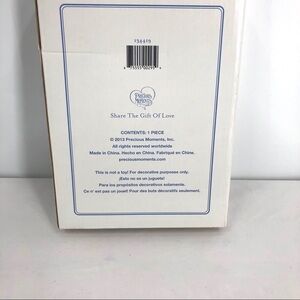 Precious
Moments
Share The Gift Of Love
CONTENTS: 1 PIECE
© 2013 Precious Moments, Inc.
All rights reserved worldwide
Made in China. Hecho en China. Fabriqué en China.
preciousmoments.com
This is not a toy! For decorative purposes only.
¡Esto no es un juguete!
Para los propósitos decorativos solamente.
Ce n' est pas un jouet! Pour des buts décoratifs seulement.